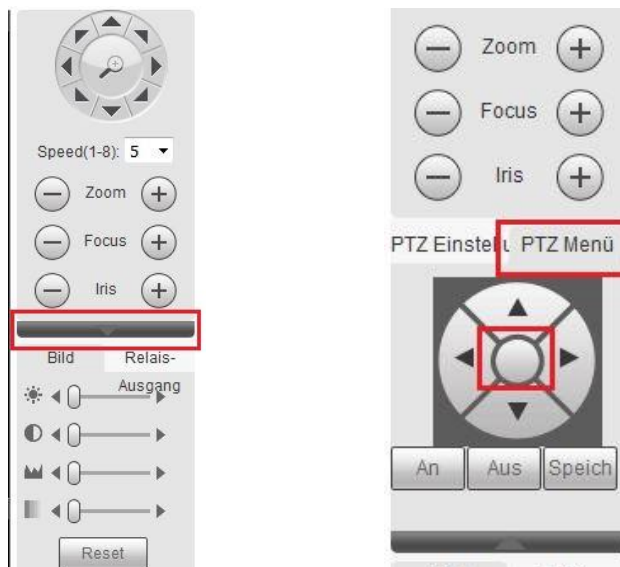 Speed(1-8): 5
Zoom
Focus
Iris
Bild Relais-
Ausgang
Reset
Zoom
Focus
Iris
PTZ Einstellu PTZ Menü
An Aus Speich